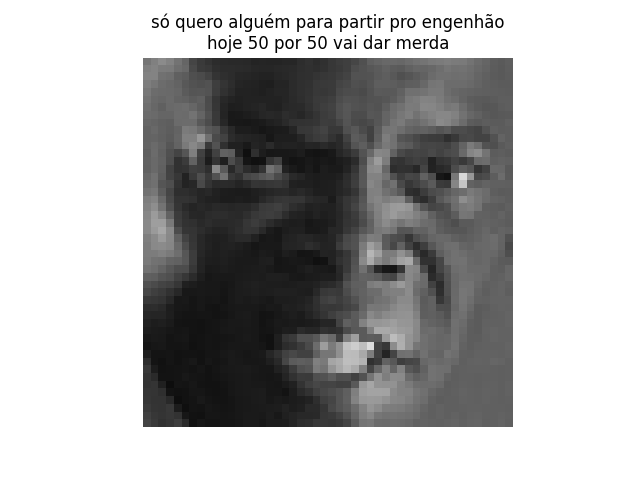 só quero alguém para partir pro engenhão
hoje 50 por 50 vai dar merda